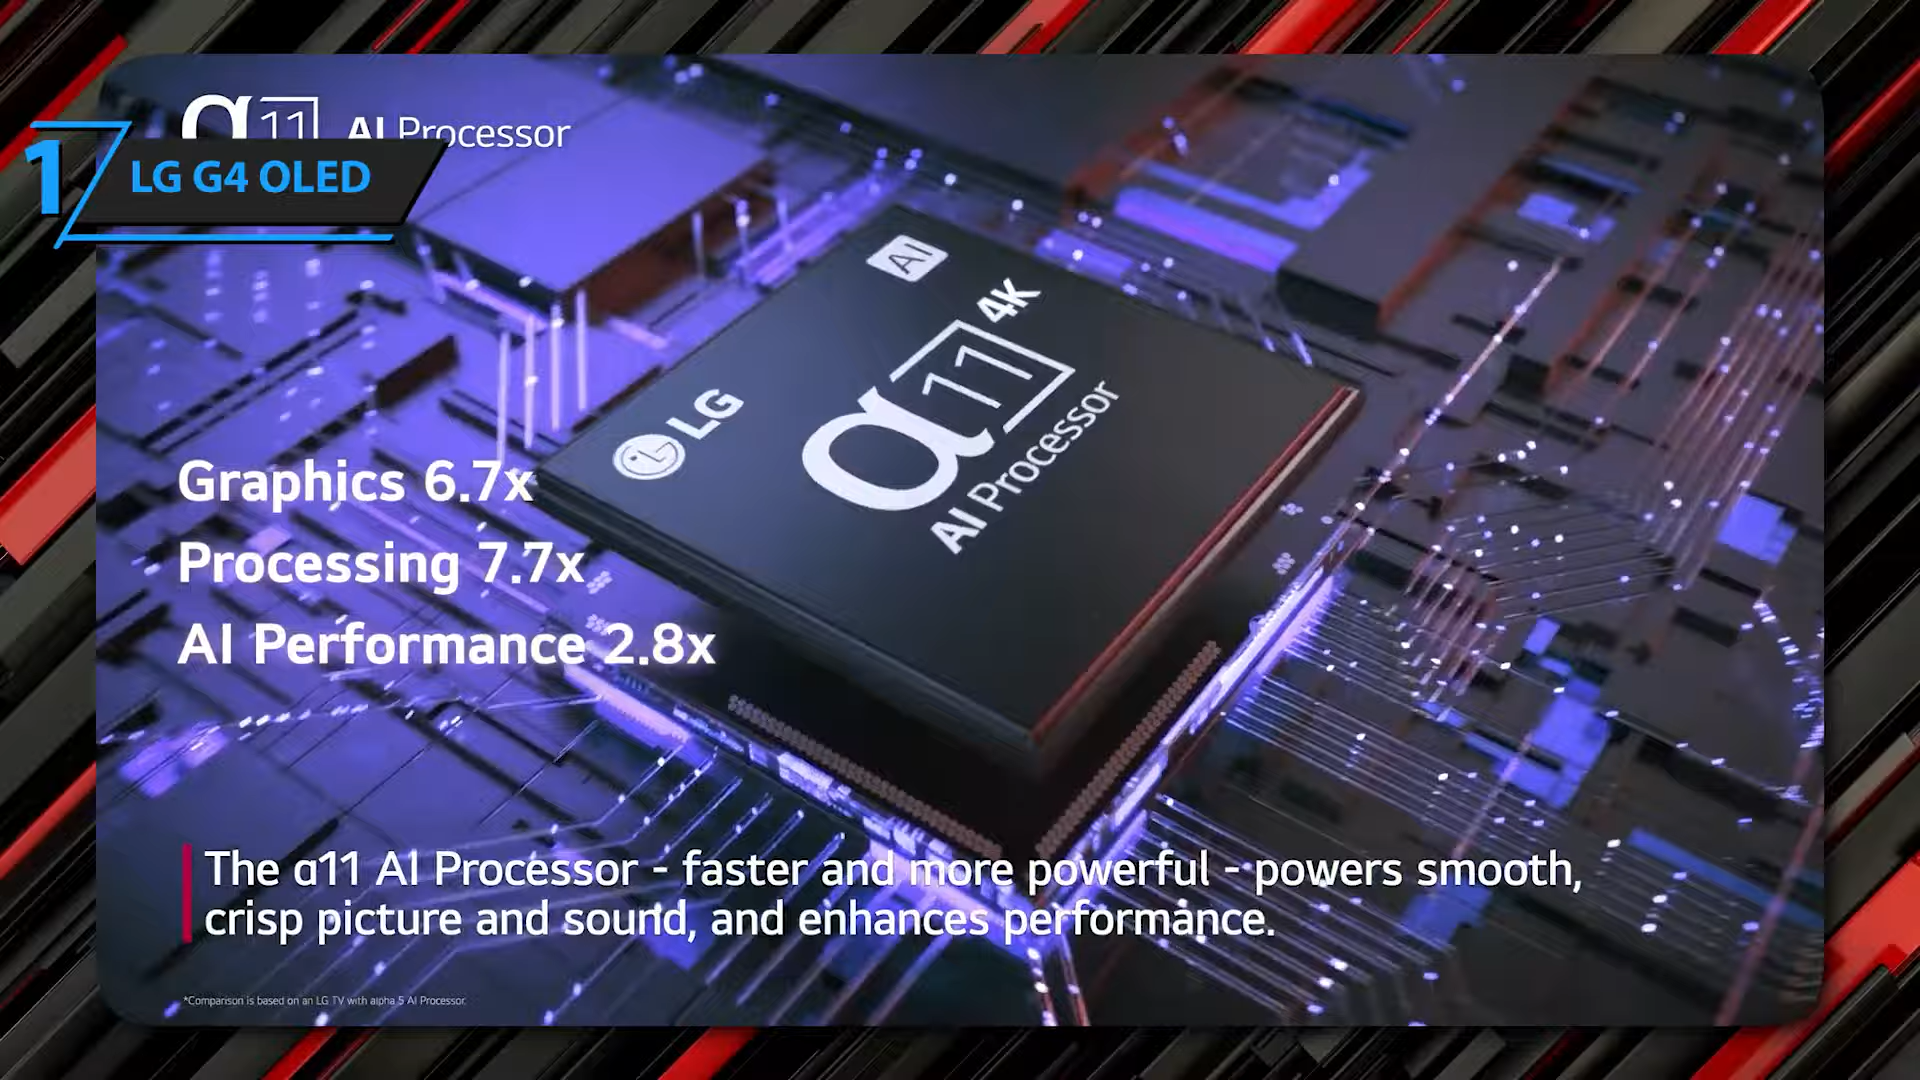 α11 AI Processor
1
LG G4 OLED
AI
4K
LG
α11
AI Processor
Graphics 6.7x
Processing 7.7x
AI Performance 2.8x
The α11 AI Processor - faster and more powerful - powers smooth,
crisp picture and sound, and enhances performance.
*Comparison is based on an LG TV with alpha 5 AI Processor.